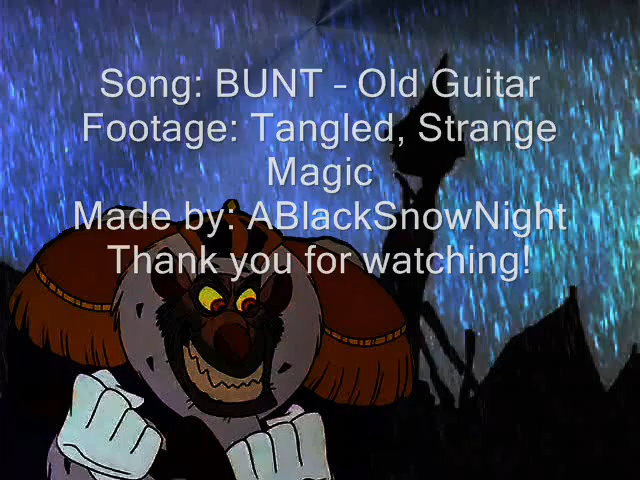 Song: BUNT – Old Guitar
Footage: Tangled, Strange
Magic
Made by: ABlackSnowNight
Thank you for watching!